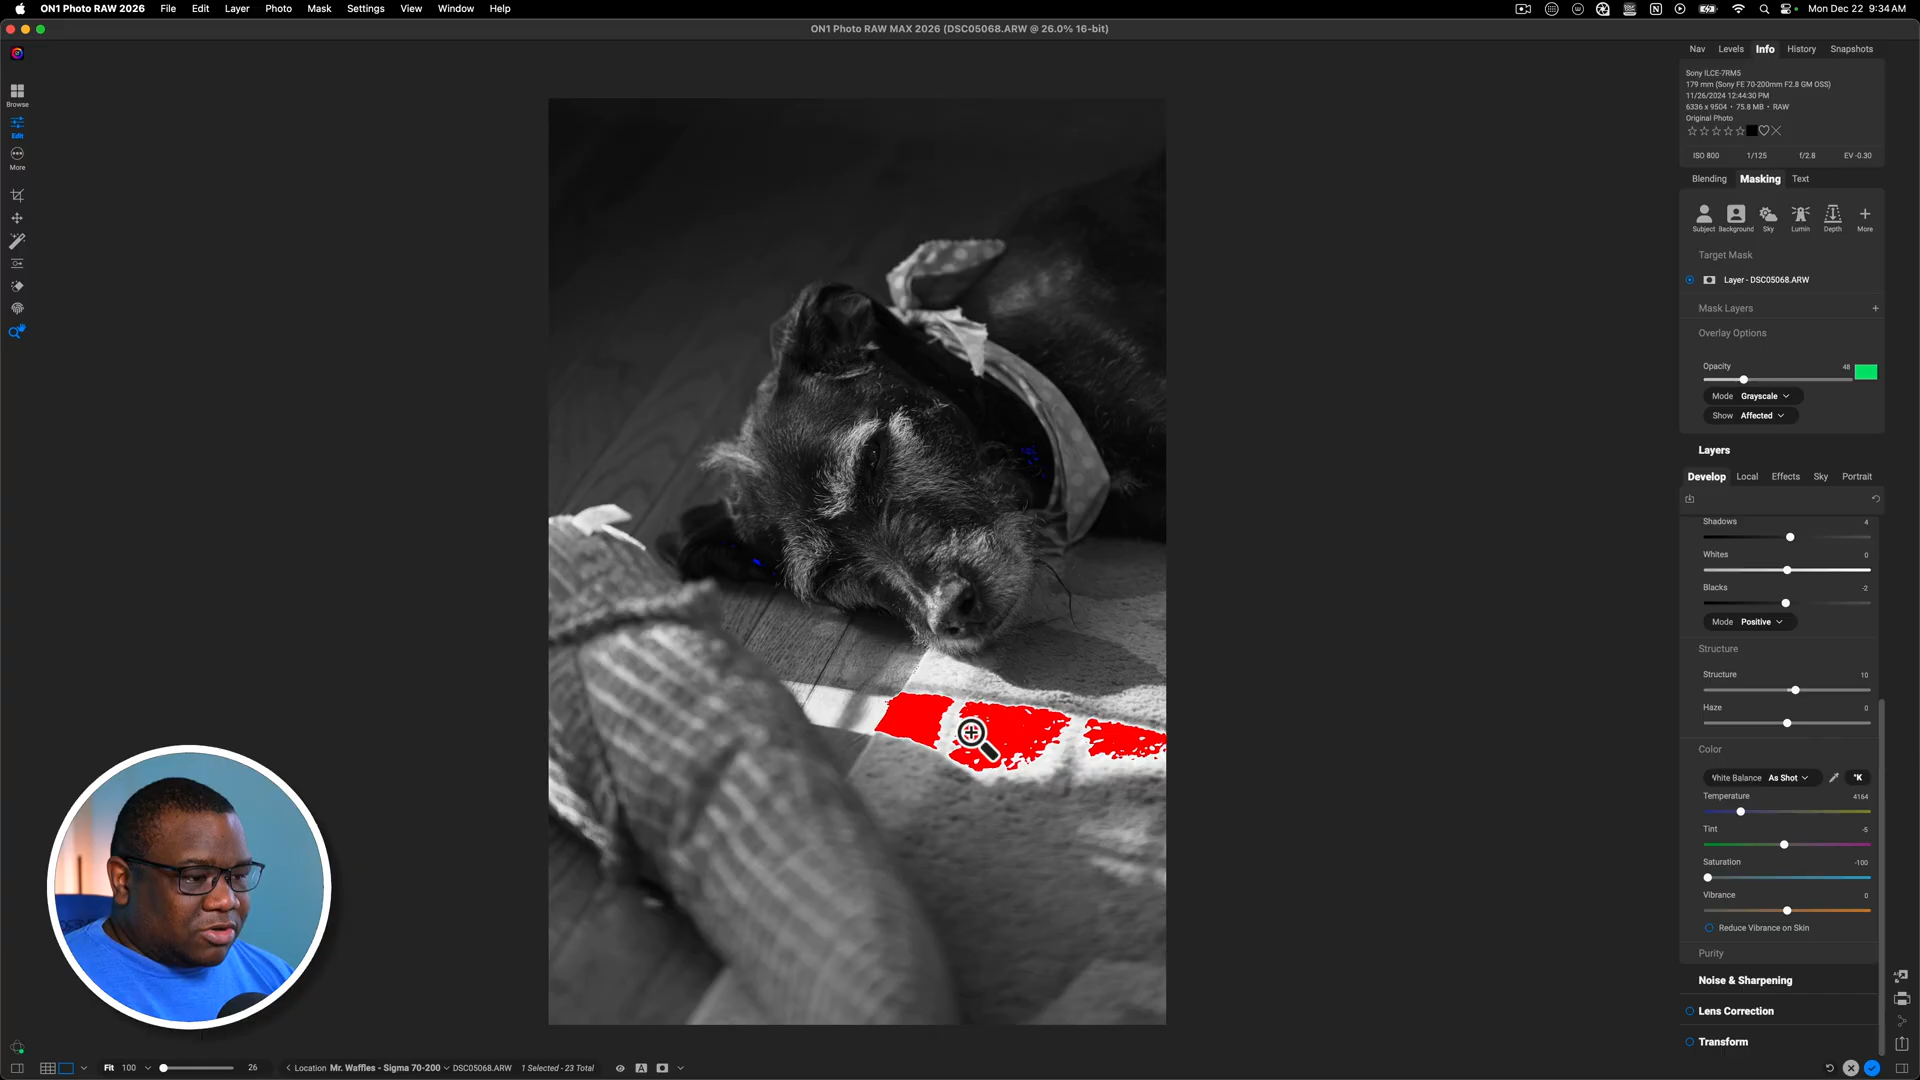 ON1 Photo RAW 2026 File Edit Layer Photo Mask Settings View Window Help Mon Dec 22 9:34 AM
ON1 Photo RAW MAX 2026 (DSC05068.ARW @ 26.0% 16-bit)
Nav Levels Info History Snapshots
Sony ILCE-7RM5
179 mm (Sony FE 70-200mm F2.8 GM OSS)
11/26/2024 12:44:30 PM
6336 x 9504 • 75.8 MB • RAW
Original Photo
ISO 800 1/125 f/2.8 EV -0.30
Blending Masking Text
Subject Background Sky Lumin Depth More
Target Mask
Layer - DSC05068.ARW
Mask Layers +
Overlay Options
Opacity 48
Mode Grayscale
Show Affected
Layers
Develop Local Effects Sky Portrait
Shadows 4
Whites 0
Blacks -2
Mode Positive
Structure
Structure 10
Haze 0
Color
White Balance As Shot °K
Temperature 4164
Tint -5
Saturation -100
Vibrance 0
Reduce Vibrance on Skin
Purity
Noise & Sharpening
Lens Correction
Transform
Browse
Edit
More
Fit 100 26 Location Mr. Waffles - Sigma 70-200 DSC05068.ARW 1 Selected - 23 Total A